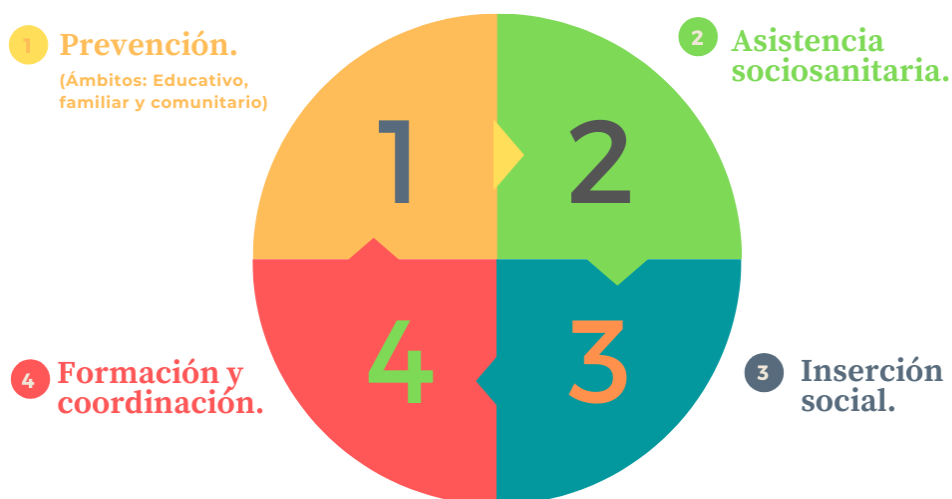 1 Prevención.
(Ámbitos: Educativo,
familiar y comunitario)
2 Asistencia
sociosanitaria.
1
2
4
3
4 Formación y
coordinación.
3 Inserción
social.